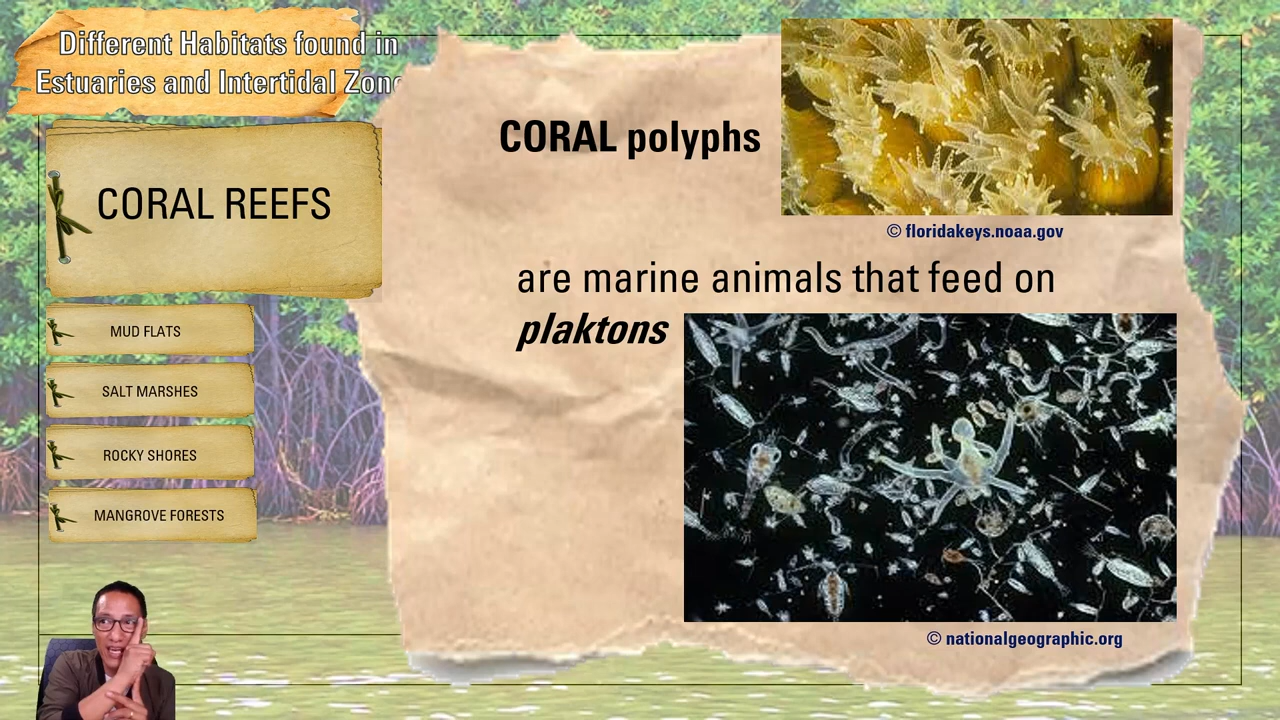 Different Habitats found in
Estuaries and Intertidal Zone
CORAL REEFS
MUD FLATS
SALT MARSHES
ROCKY SHORES
MANGROVE FORESTS
CORAL polyphs
© floridakeys.noaa.gov
are marine animals that feed on
plaktons
© nationalgeographic.org